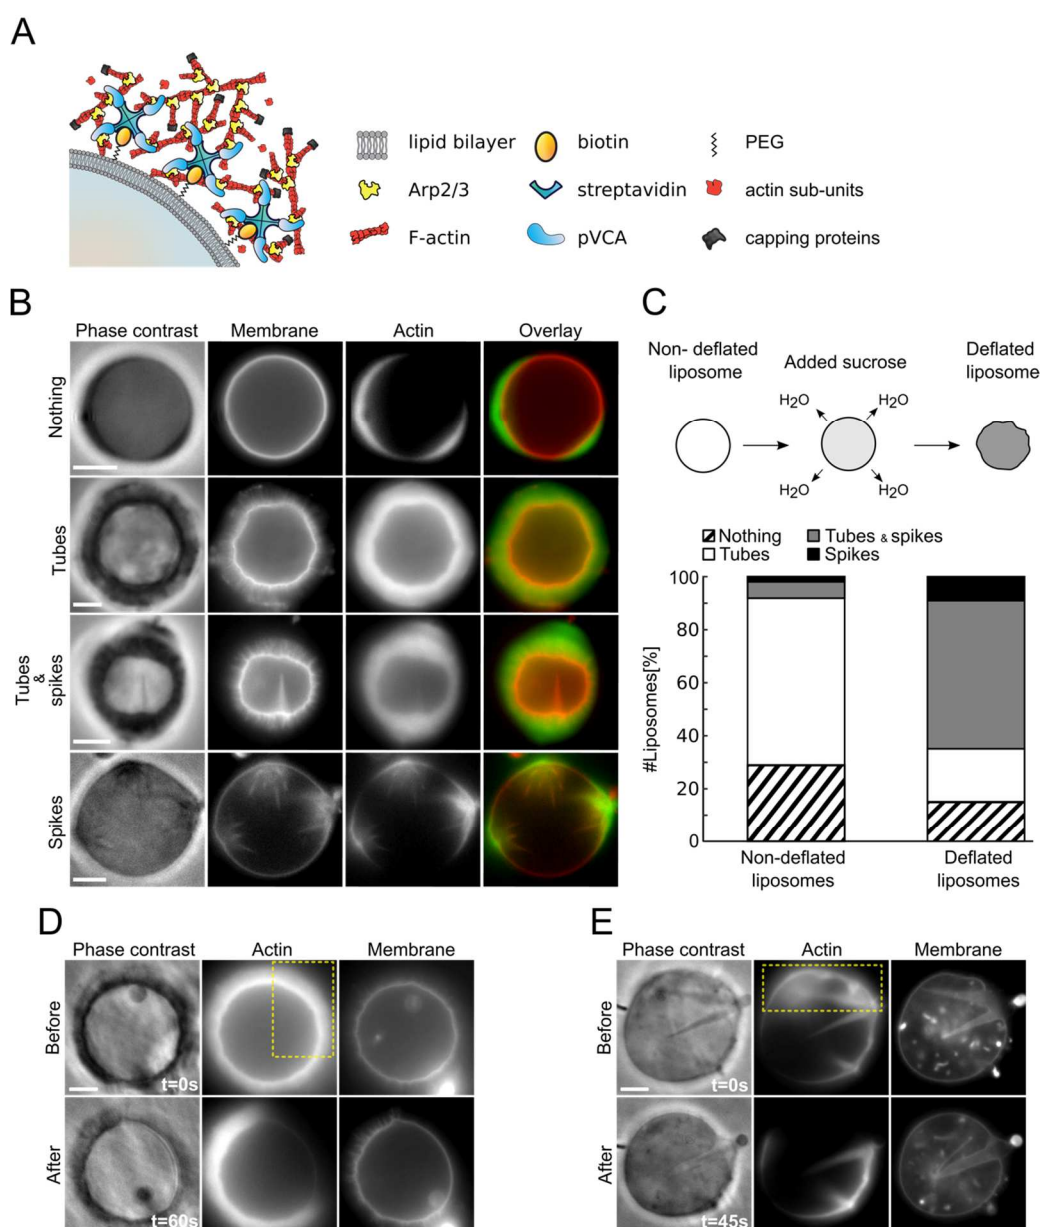 A
lipid bilayer
biotin
PEG
Arp2/3
streptavidin
actin sub-units
F-actin
pVCA
capping proteins
B
Phase contrast
Membrane
Actin
Overlay
Nothing
Tubes
Tubes
&
spikes
Spikes
C
Non- deflated
liposome
Added sucrose
Deflated
liposome
H2O
H2O
H2O
H2O
Nothing
Tubes & spikes
Tubes
Spikes
#Liposomes[%]
100
80
60
40
20
0
Non-deflated
liposomes
Deflated
liposomes
D
Phase contrast
Actin
Membrane
Before
t=0s
After
t=60s
E
Phase contrast
Actin
Membrane
Before
t=0s
After
t=45s